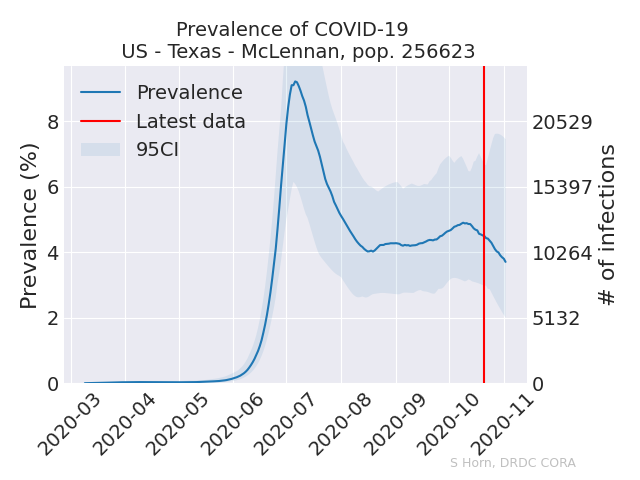 Prevalence of COVID-19
US - Texas - McLennan, pop. 256623
Prevalence
Latest data
95CI
Prevalence (%)
8
6
4
2
0
20529
15397
10264
5132
0
# of infections
2020-03
2020-04
2020-05
2020-06
2020-07
2020-08
2020-09
2020-10
2020-11
S Horn, DRDC CORA